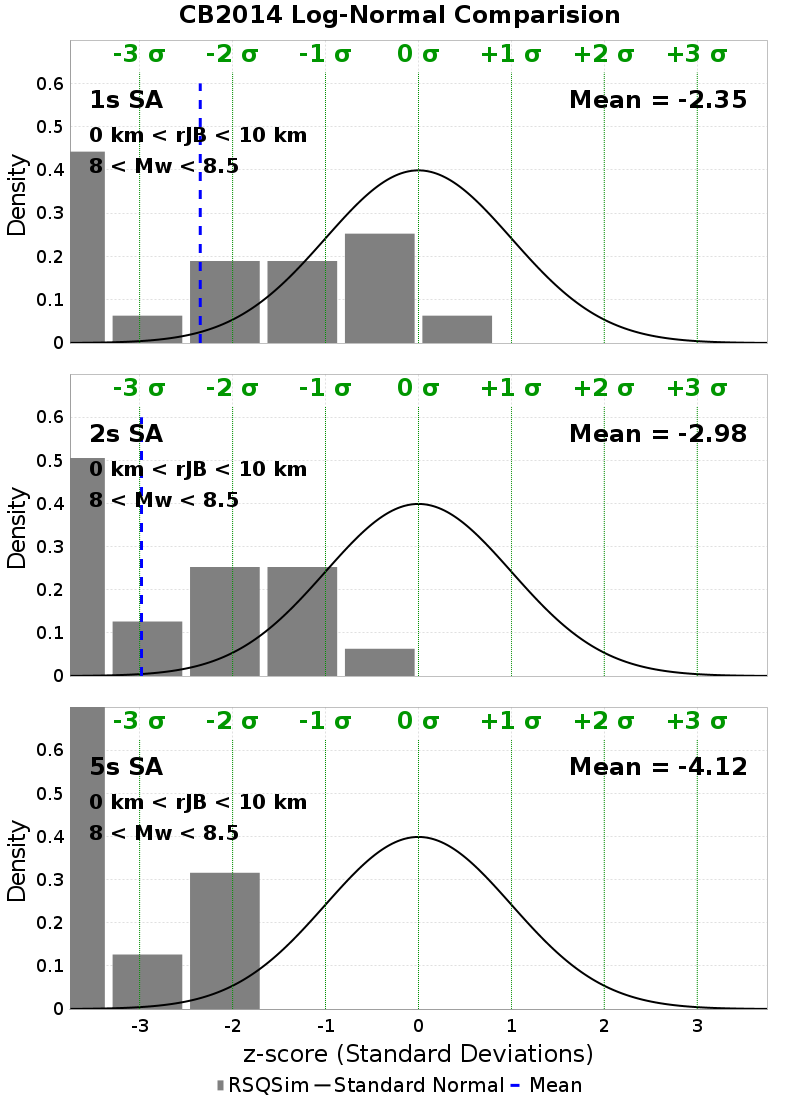 CB2014 Log-Normal Comparision
-3 σ -2 σ -1 σ 0 σ +1 σ +2 σ +3 σ
0.6
1s SA Mean = -2.35
0.5
0 km < rJB < 10 km
8 < Mw < 8.5
0.4
0.3
0.2
0.1
0
Density
-3 σ -2 σ -1 σ 0 σ +1 σ +2 σ +3 σ
0.6
2s SA Mean = -2.98
0.5
0 km < rJB < 10 km
8 < Mw < 8.5
0.4
0.3
0.2
0.1
0
Density
-3 σ -2 σ -1 σ 0 σ +1 σ +2 σ +3 σ
0.6
5s SA Mean = -4.12
0.5
0 km < rJB < 10 km
8 < Mw < 8.5
0.4
0.3
0.2
0.1
0
Density
-3 -2 -1 0 1 2 3
z-score (Standard Deviations)
RSQSim Standard Normal Mean